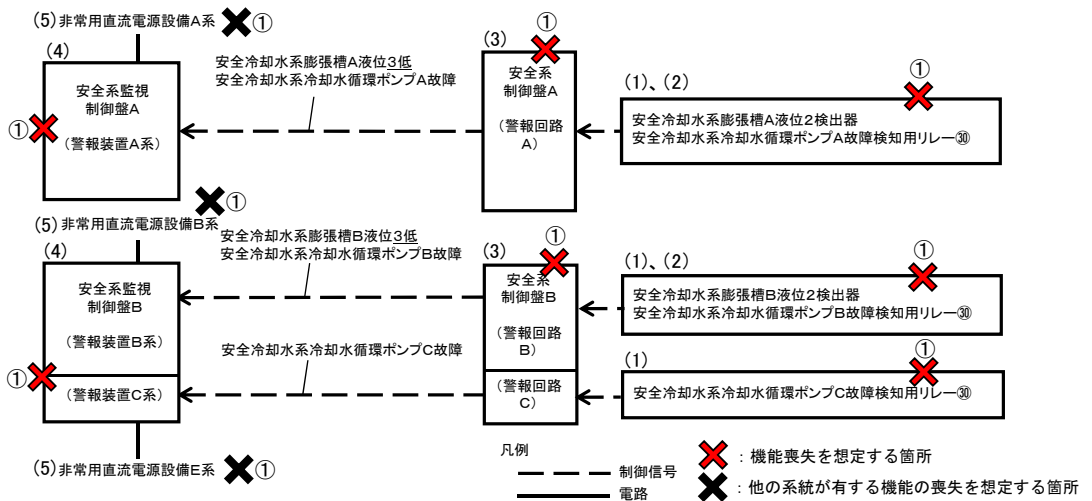 (5)非常用直流電源設備A系 ①
(4)
安全系監視
制御盤A
(警報装置A系)
①
安全冷却水系膨張槽A液位3低
安全冷却水系冷却水循環ポンプA故障
(3)
①
安全系
制御盤A
(警報回路
A)
(1)、(2)
①
安全冷却水系膨張槽A液位2検出器
安全冷却水系冷却水循環ポンプA故障検知用リレー㉚
①
(5)非常用直流電源設備B系
(4)
安全系監視
制御盤B
(警報装置B系)
①
(警報装置C系)
安全冷却水系膨張槽B液位3低
安全冷却水系冷却水循環ポンプB故障
安全冷却水系冷却水循環ポンプC故障
(3)
①
安全系
制御盤B
(警報回路
B)
(警報回路
C)
(1)、(2)
①
安全冷却水系膨張槽B液位2検出器
安全冷却水系冷却水循環ポンプB故障検知用リレー㉚
(1)
①
安全冷却水系冷却水循環ポンプC故障検知用リレー㉚
(5)非常用直流電源設備E系 ①
凡例
制御信号
電路
：機能喪失を想定する箇所
：他の系統が有する機能の喪失を想定する箇所